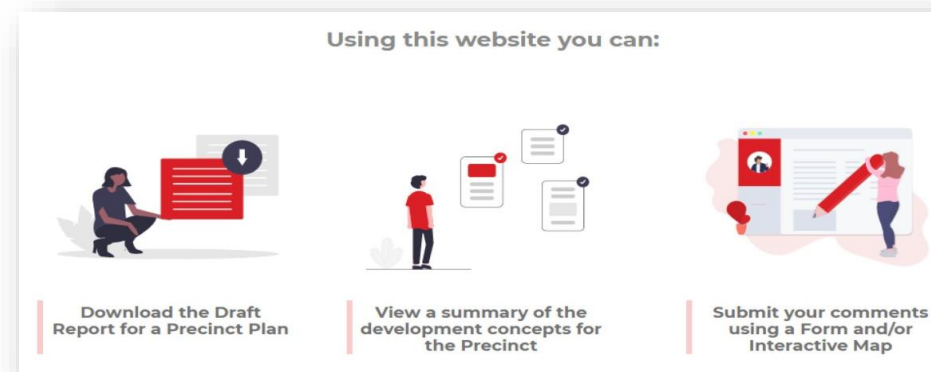 Using this website you can:
Download the Draft
Report for a Precinct Plan
View a summary of the
development concepts for
the Precinct
Submit your comments
using a Form and/or
Interactive Map